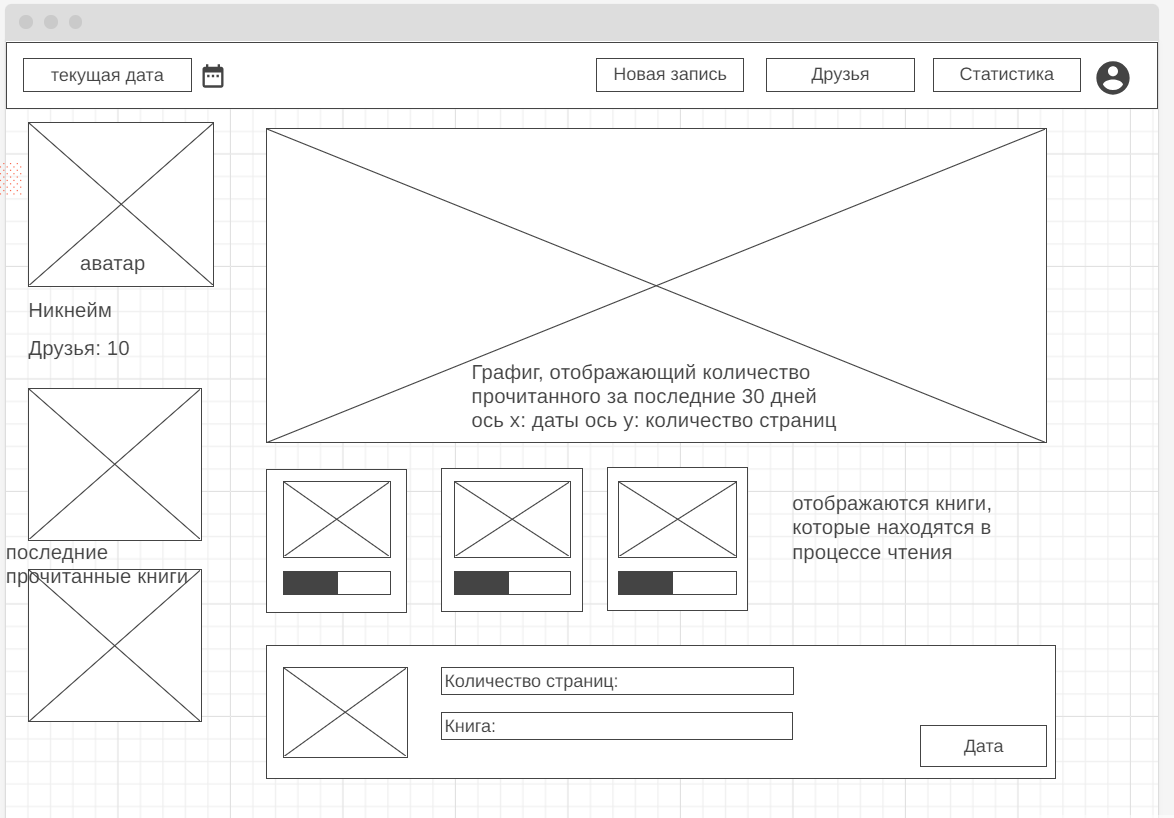 текущая дата
Новая запись
Друзья
Статистика
аватар
Никнейм
Друзья: 10
последние
прочитанные книги
Графиг, отображающий количество
прочитанного за последние 30 дней
ось x: даты ось y: количество страниц
отображаются книги,
которые находятся в
процессе чтения
Количество страниц:
Книга:
Дата